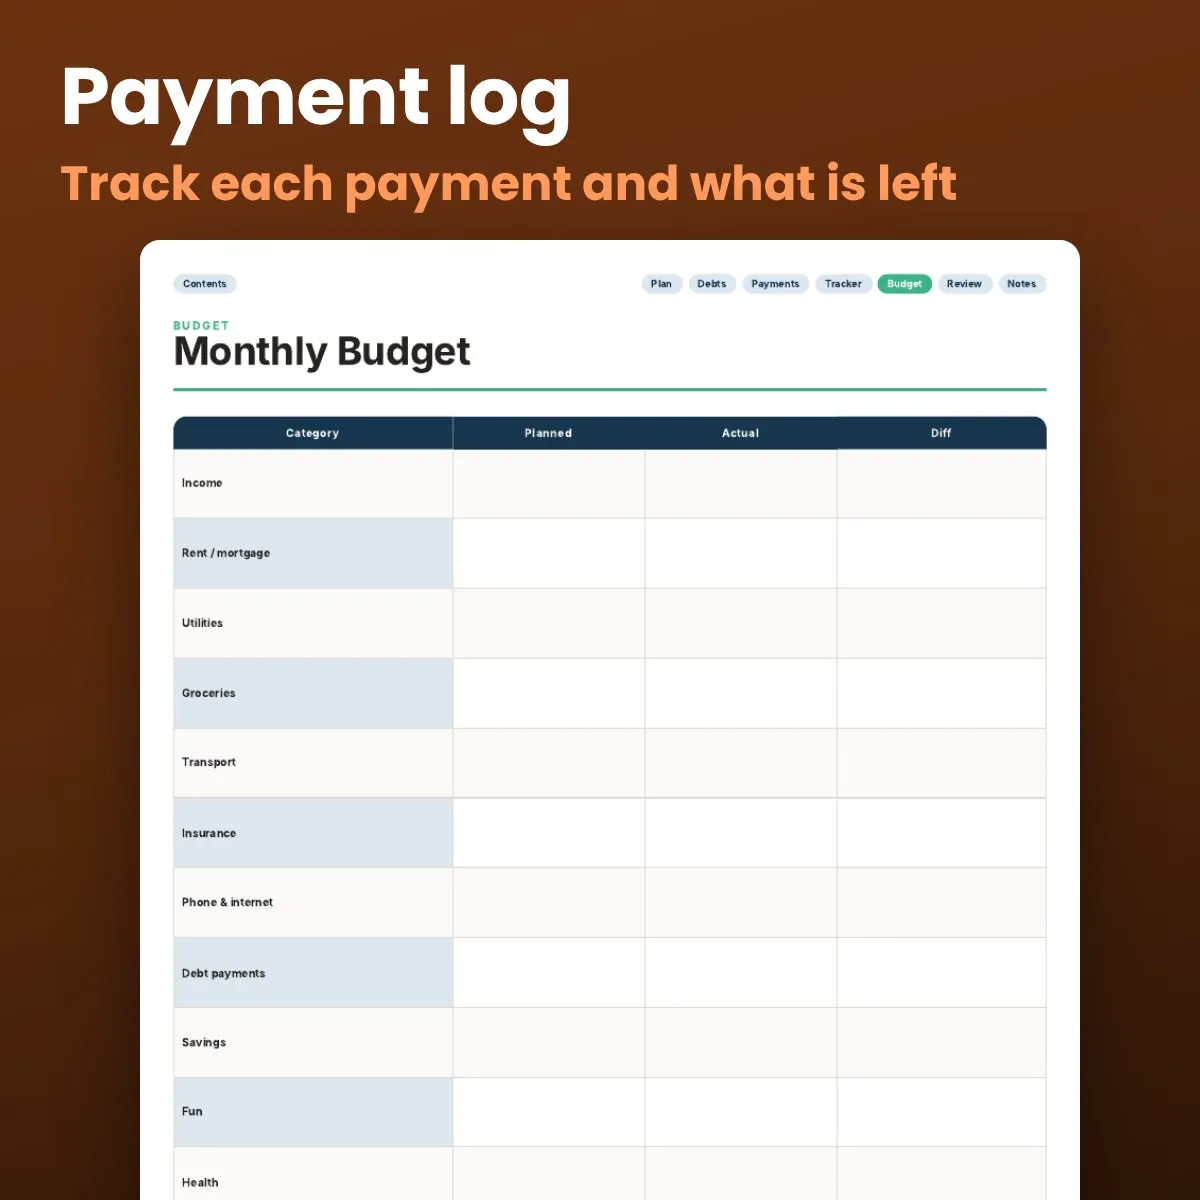 Payment log
Track each payment and what is left
Contents Plan Debts Payments Tracker Budget Review Notes
BUDGET
Monthly Budget
Category Planned Actual Diff
Income
Rent / mortgage
Utilities
Groceries
Transport
Insurance
Phone & internet
Debt payments
Savings
Fun
Health